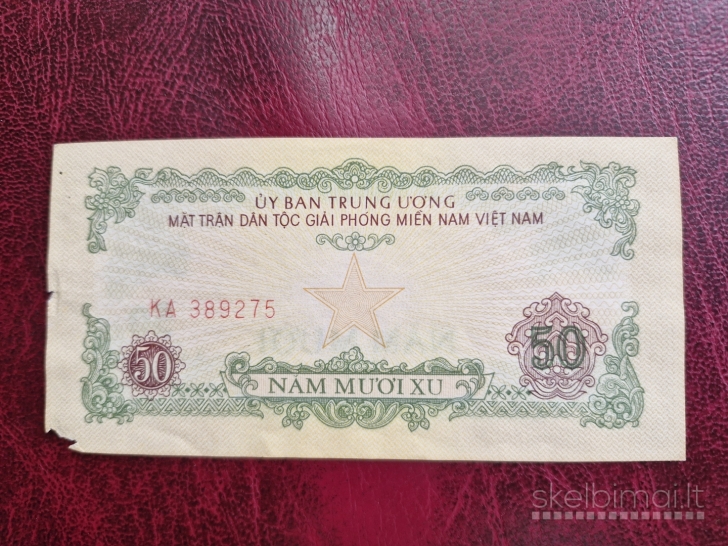 ỦY BAN TRUNG ƯƠNG
MẶT TRẬN DÂN TỘC GIẢI PHÓNG MIỀN NAM VIỆT NAM
KA 389275
50
50
NĂM MƯƠI XU
skelbimai.lt